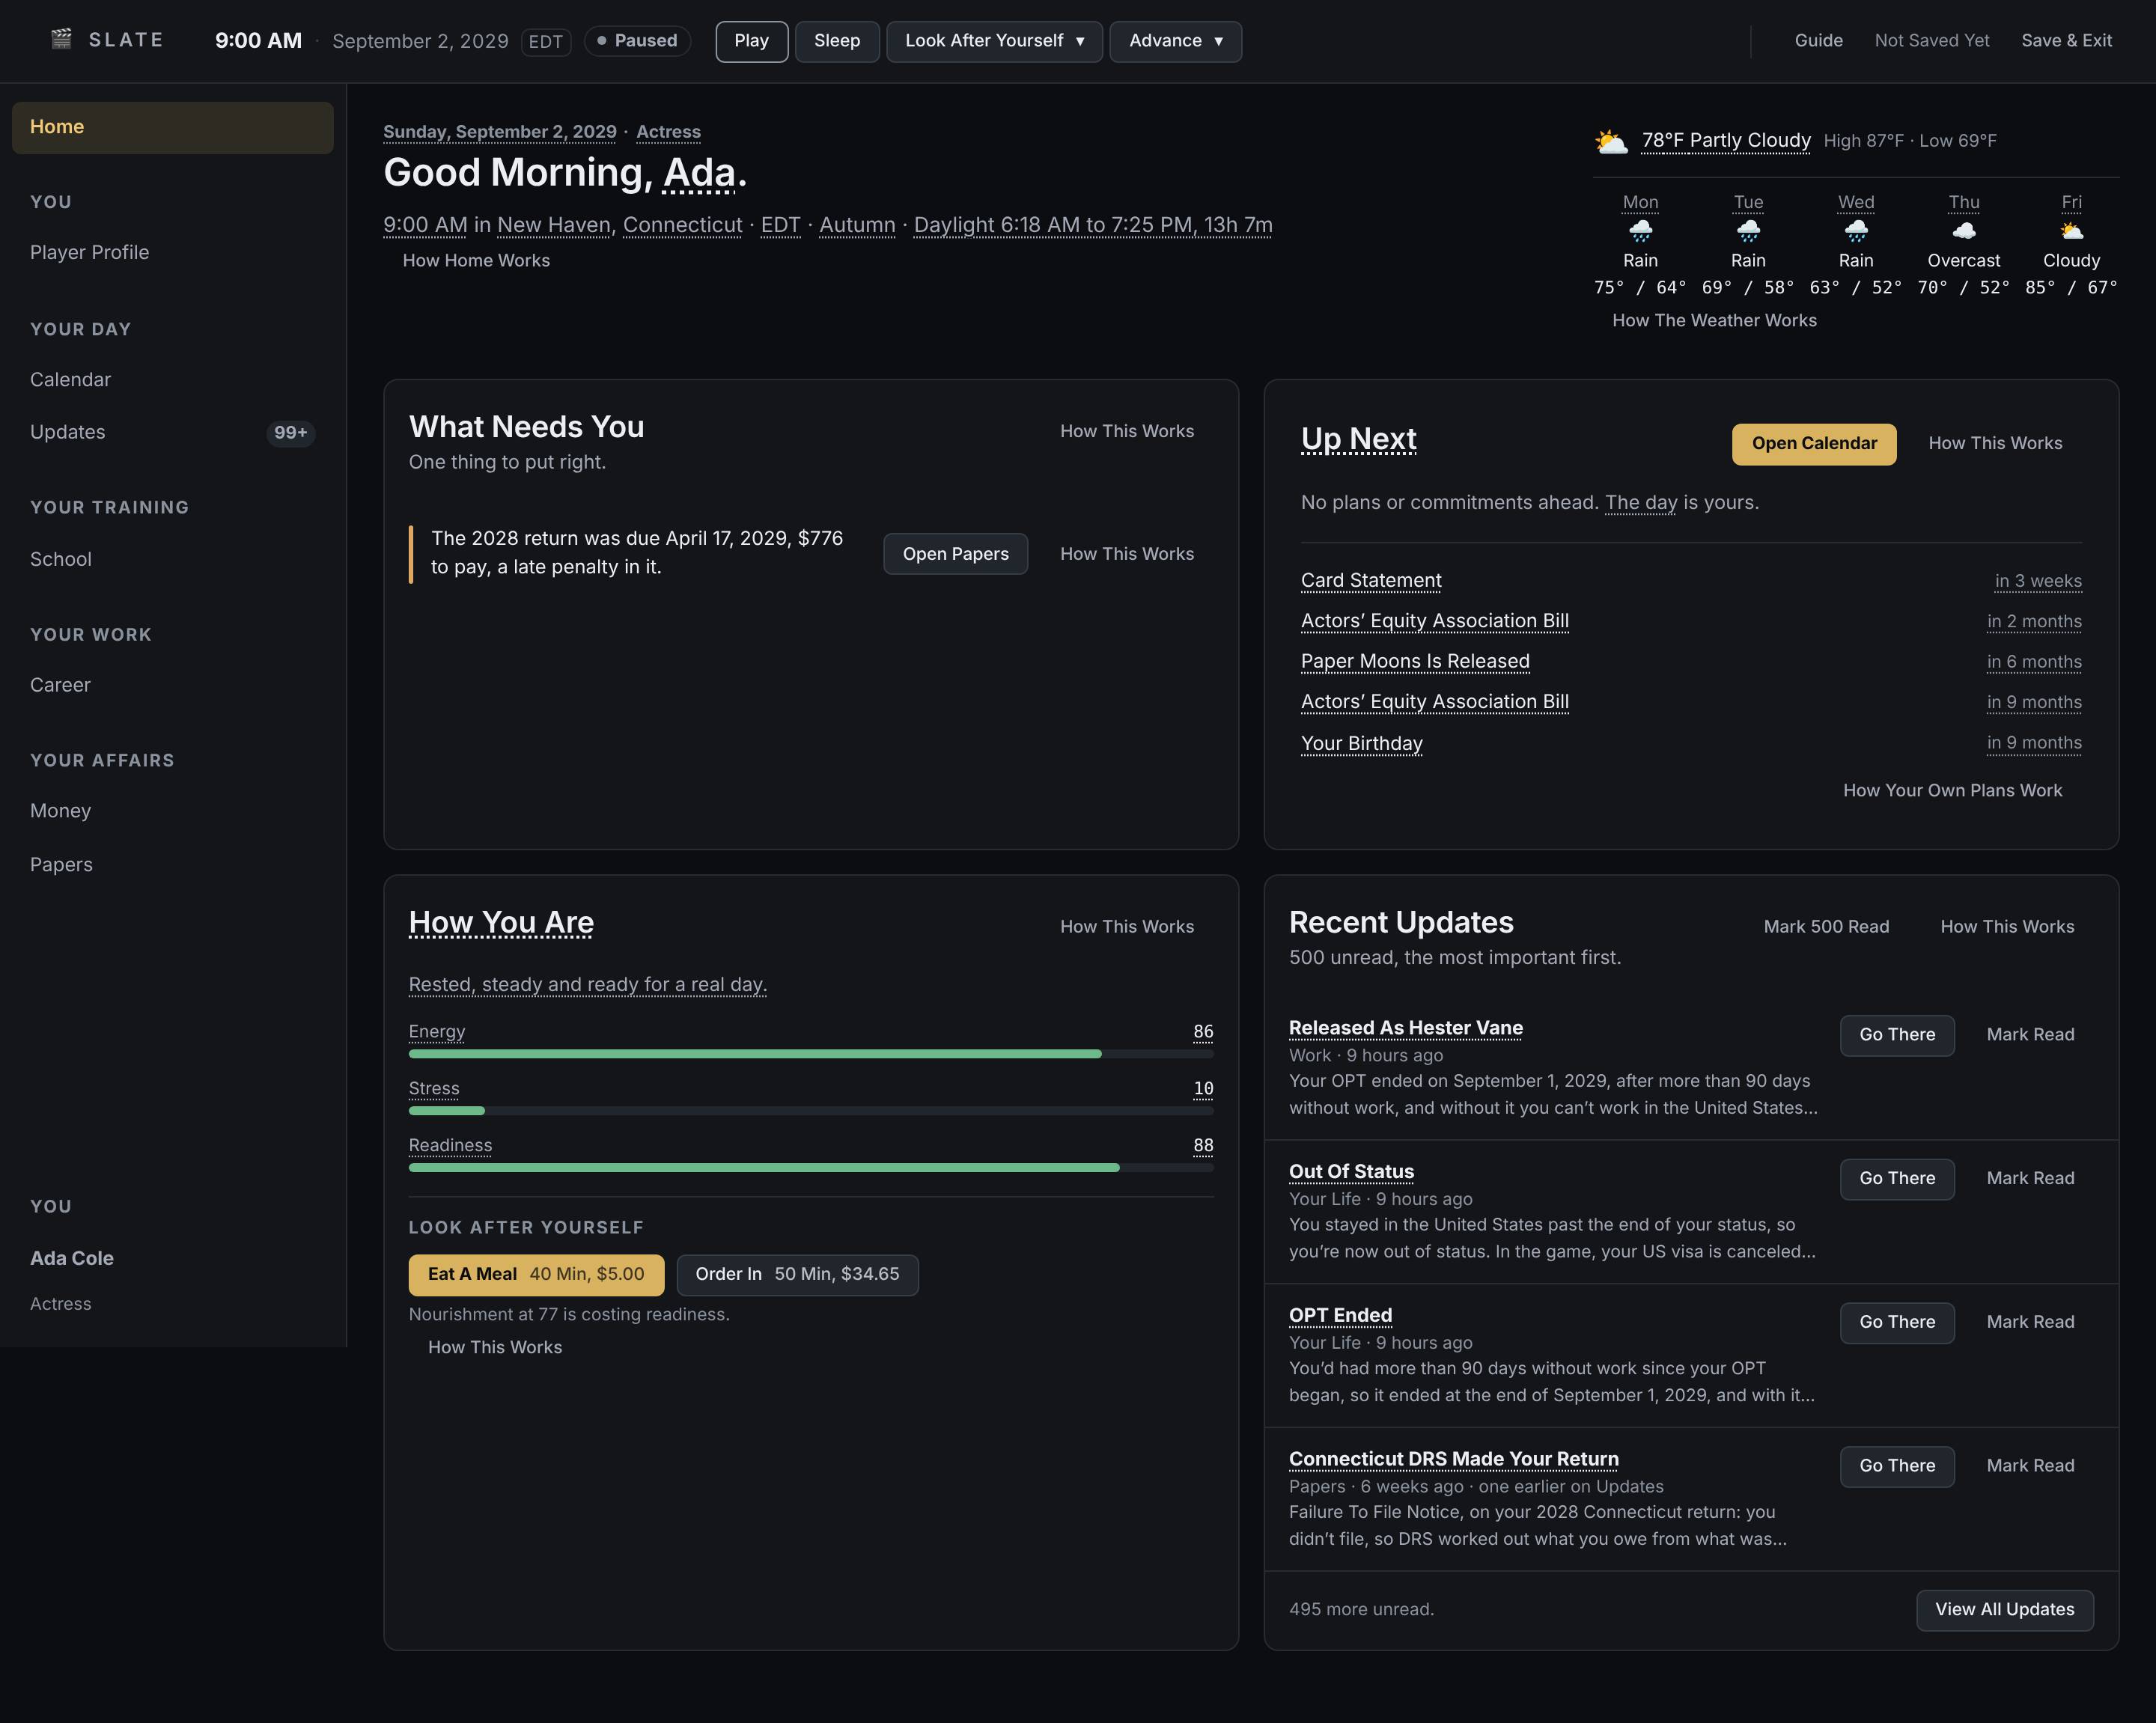 SLATE
9:00 AM · September 2, 2029 EDT Paused
Play
Sleep
Look After Yourself ▾
Advance ▾
Guide
Not Saved Yet
Save & Exit
Home
YOU
Player Profile
YOUR DAY
Calendar
Updates 99+
YOUR TRAINING
School
YOUR WORK
Career
YOUR AFFAIRS
Money
Papers
YOU
Ada Cole
Actress
Sunday, September 2, 2029 · Actress
Good Morning, Ada.
9:00 AM in New Haven, Connecticut · EDT · Autumn · Daylight 6:18 AM to 7:25 PM, 13h 7m
How Home Works
78°F Partly Cloudy High 87°F · Low 69°F
Mon Tue Wed Thu Fri
Rain Rain Rain Overcast Cloudy
75° / 64° 69° / 58° 63° / 52° 70° / 52° 85° / 67°
How The Weather Works
What Needs You
How This Works
One thing to put right.
The 2028 return was due April 17, 2029, $776
to pay, a late penalty in it.
Open Papers
How This Works
Up Next
Open Calendar
How This Works
No plans or commitments ahead. The day is yours.
Card Statement in 3 weeks
Actors’ Equity Association Bill in 2 months
Paper Moons Is Released in 6 months
Actors’ Equity Association Bill in 9 months
Your Birthday in 9 months
How Your Own Plans Work
How You Are
How This Works
Rested, steady and ready for a real day.
Energy 86
Stress 10
Readiness 88
LOOK AFTER YOURSELF
Eat A Meal 40 Min, $5.00
Order In 50 Min, $34.65
Nourishment at 77 is costing readiness.
How This Works
Recent Updates
Mark 500 Read
How This Works
500 unread, the most important first.
Released As Hester Vane
Work · 9 hours ago
Your OPT ended on September 1, 2029, after more than 90 days
without work, and without it you can’t work in the United States...
Go There
Mark Read
Out Of Status
Your Life · 9 hours ago
You stayed in the United States past the end of your status, so
you’re now out of status. In the game, your US visa is canceled...
Go There
Mark Read
OPT Ended
Your Life · 9 hours ago
You’d had more than 90 days without work since your OPT
began, so it ended at the end of September 1, 2029, and with it...
Go There
Mark Read
Connecticut DRS Made Your Return
Papers · 6 weeks ago · one earlier on Updates
Failure To File Notice, on your 2028 Connecticut return: you
didn’t file, so DRS worked out what you owe from what was...
Go There
Mark Read
495 more unread.
View All Updates